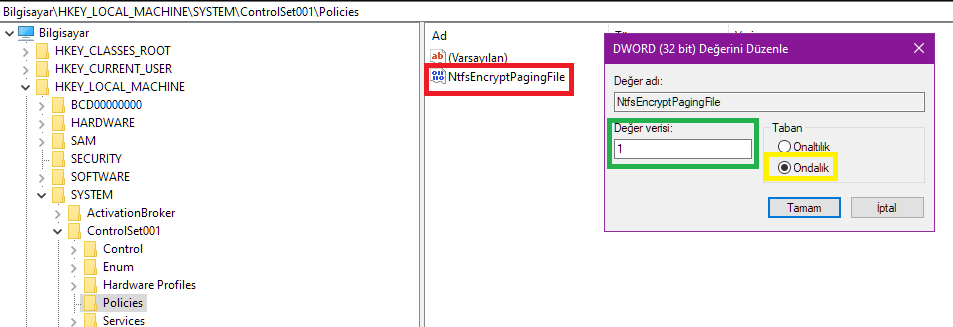 Bilgisayar\HKEY_LOCAL_MACHINE\SYSTEM\ControlSet001\Policies
Bilgisayar
HKEY_CLASSES_ROOT
HKEY_CURRENT_USER
HKEY_LOCAL_MACHINE
BCD00000000
HARDWARE
SAM
SECURITY
SOFTWARE
SYSTEM
ActivationBroker
ControlSet001
Control
Enum
Hardware Profiles
Policies
Services
Ad
ab
(Varsayılan)
NtfsEncryptPagingFile
DWORD (32 bit) Değerini Düzenle
Değer adı:
NtfsEncryptPagingFile
Değer verisi:
1
Taban
Onaltılık
Ondalık
Tamam
İptal